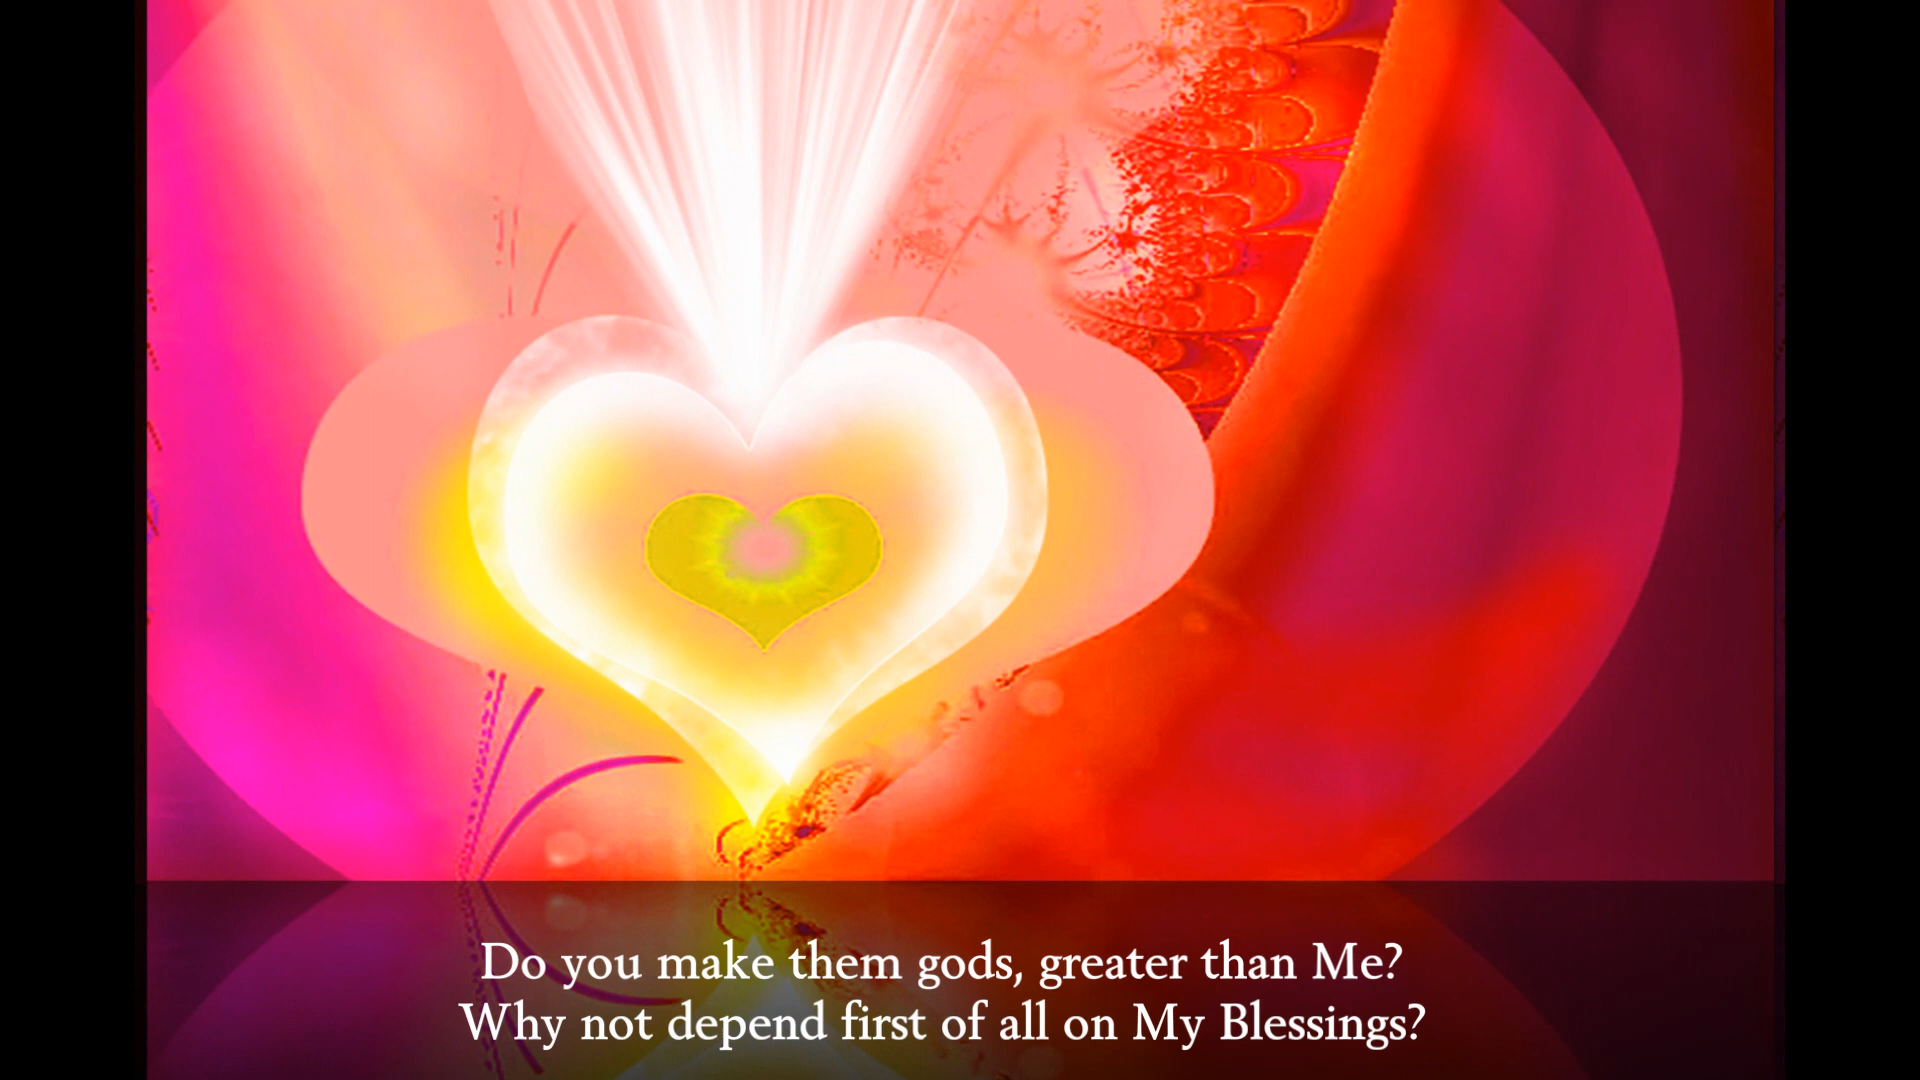 Do you make them gods, greater than Me?
Why not depend first of all on My Blessings?